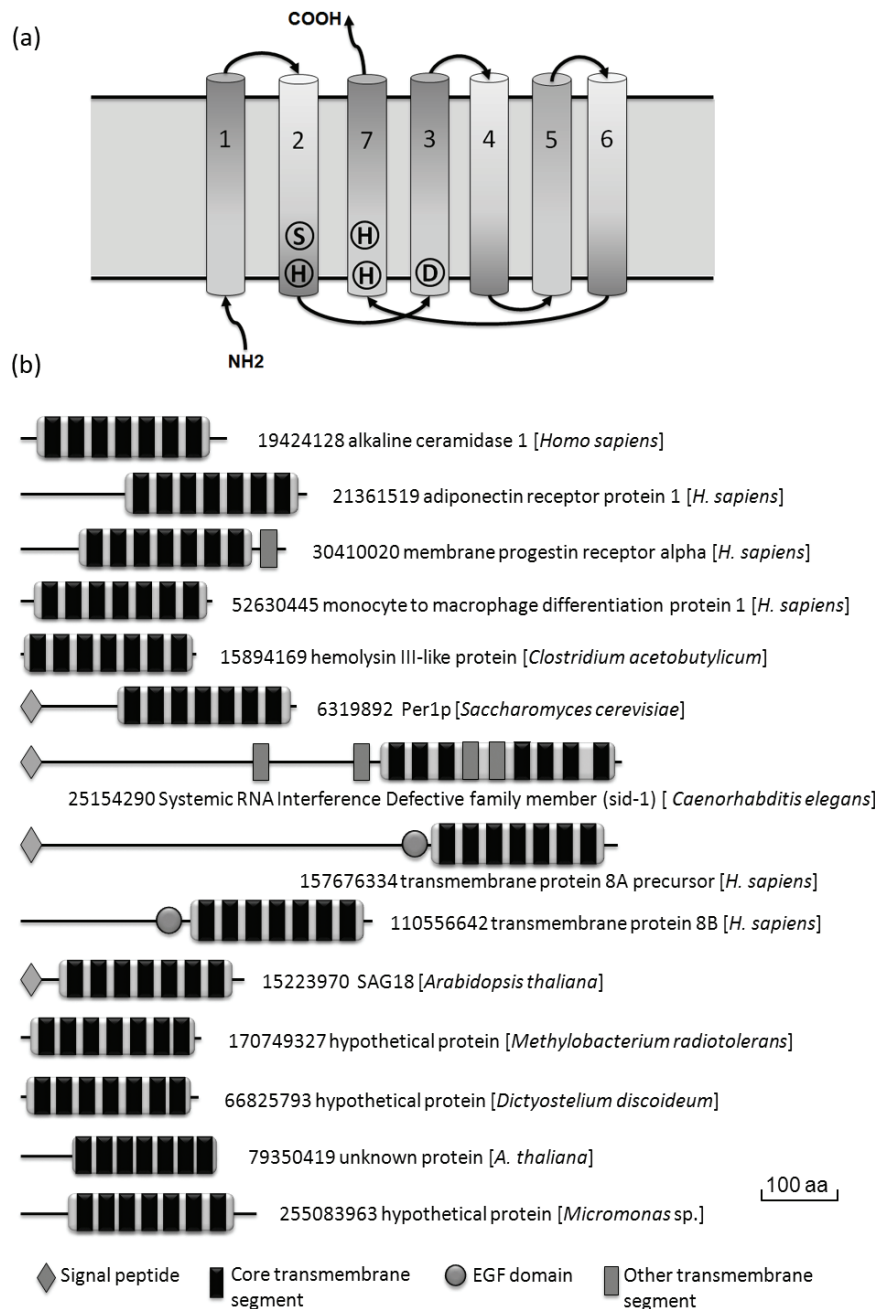 (a)
COOH
1 2 7 3 4 5 6
S H
H H D
NH2
(b)
19424128 alkaline ceramidase 1 [Homo sapiens]
21361519 adiponectin receptor protein 1 [H. sapiens]
30410020 membrane progestin receptor alpha [H. sapiens]
52630445 monocyte to macrophage differentiation protein 1 [H. sapiens]
15894169 hemolysin III-like protein [Clostridium acetobutylicum]
6319892 Per1p [Saccharomyces cerevisiae]
25154290 Systemic RNA Interference Defective family member (sid-1) [ Caenorhabditis elegans]
157676334 transmembrane protein 8A precursor [H. sapiens]
110556642 transmembrane protein 8B [H. sapiens]
15223970 SAG18 [Arabidopsis thaliana]
170749327 hypothetical protein [Methylobacterium radiotolerans]
66825793 hypothetical protein [Dictyostelium discoideum]
79350419 unknown protein [A. thaliana]
100 aa
255083963 hypothetical protein [Micromonas sp.]
Signal peptide
Core transmembrane
segment
EGF domain
Other transmembrane
segment